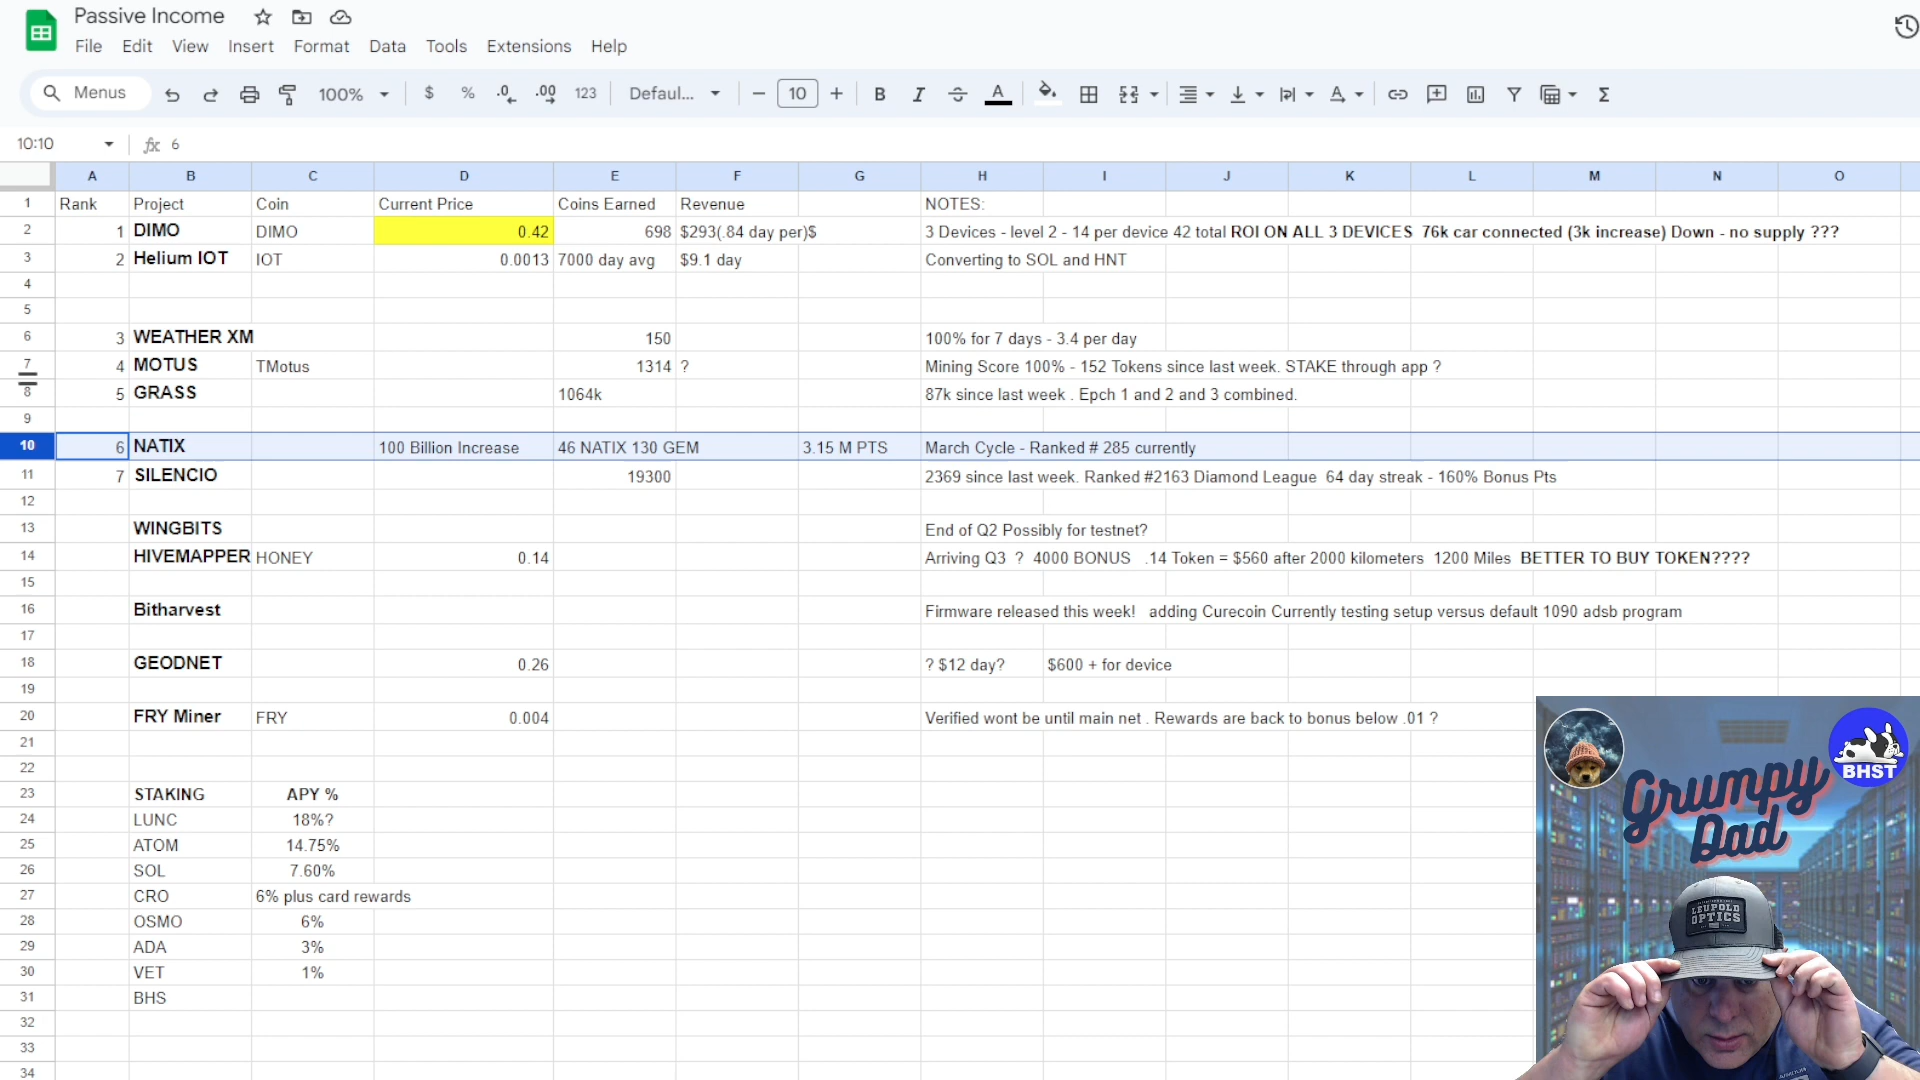 Passive Income
File Edit View Insert Format Data Tools Extensions Help
Menus 100% $ % .0 .00 123 Defaul... 10 B I A
10:10 fx 6
A B C D E F G H I J K L M N O
1 Rank Project Coin Current Price Coins Earned Revenue NOTES:
2 1 DIMO DIMO 0.42 698 $293(.84 day per)$ 3 Devices - level 2 - 14 per device 42 total ROI ON ALL 3 DEVICES 76k car connected (3k increase) Down - no supply ???
3 2 Helium IOT IOT 0.0013 7000 day avg $9.1 day Converting to SOL and HNT
4
5
6 3 WEATHER XM 150 100% for 7 days - 3.4 per day
7 4 MOTUS TMotus 1314 ? Mining Score 100% - 152 Tokens since last week. STAKE through app ?
8 5 GRASS 1064k 87k since last week . Epch 1 and 2 and 3 combined.
9
10 6 NATIX 100 Billion Increase 46 NATIX 130 GEM 3.15 M PTS March Cycle - Ranked # 285 currently
11 7 SILENCIO 19300 2369 since last week. Ranked #2163 Diamond League 64 day streak - 160% Bonus Pts
12
13 WINGBITS End of Q2 Possibly for testnet?
14 HIVEMAPPER HONEY 0.14 Arriving Q3 ? 4000 BONUS .14 Token = $560 after 2000 kilometers 1200 Miles BETTER TO BUY TOKEN????
15
16 Bitharvest Firmware released this week! adding Curecoin Currently testing setup versus default 1090 adsb program
17
18 GEODNET 0.26 ? $12 day? $600 + for device
19
20 FRY Miner FRY 0.004 Verified wont be until main net . Rewards are back to bonus below .01 ?
21
22
23 STAKING APY %
24 LUNC 18%?
25 ATOM 14.75%
26 SOL 7.60%
27 CRO 6% plus card rewards
28 OSMO 6%
29 ADA 3%
30 VET 1%
31 BHS
32
33
34
BHST
Grumpy
Dad
LEUPOLD
OPTICS